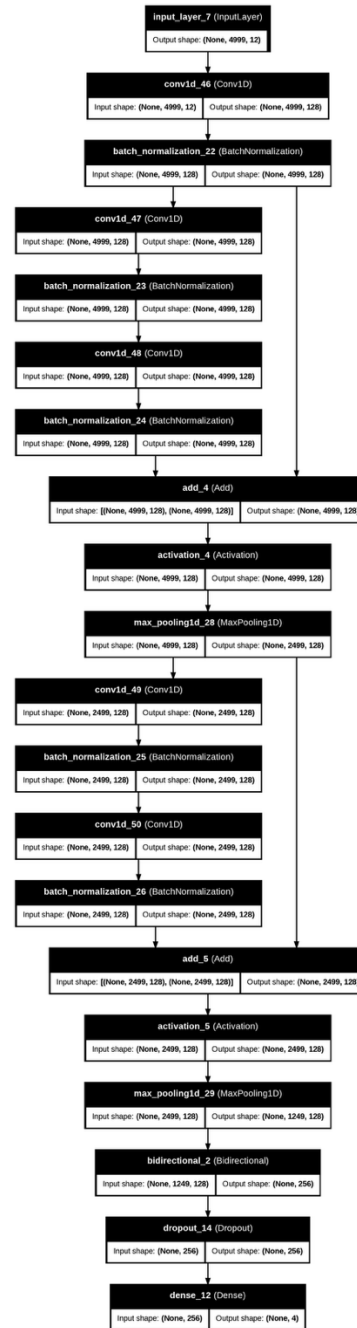 input_layer_7 (InputLayer)
Output shape: (None, 4999, 12)
conv1d_46 (Conv1D)
Input shape: (None, 4999, 12) Output shape: (None, 4999, 128)
batch_normalization_22 (BatchNormalization)
Input shape: (None, 4999, 128) Output shape: (None, 4999, 128)
conv1d_47 (Conv1D)
Input shape: (None, 4999, 128) Output shape: (None, 4999, 128)
batch_normalization_23 (BatchNormalization)
Input shape: (None, 4999, 128) Output shape: (None, 4999, 128)
conv1d_48 (Conv1D)
Input shape: (None, 4999, 128) Output shape: (None, 4999, 128)
batch_normalization_24 (BatchNormalization)
Input shape: (None, 4999, 128) Output shape: (None, 4999, 128)
add_4 (Add)
Input shape: [(None, 4999, 128), (None, 4999, 128)] Output shape: (None, 4999, 128)
activation_4 (Activation)
Input shape: (None, 4999, 128) Output shape: (None, 4999, 128)
max_pooling1d_28 (MaxPooling1D)
Input shape: (None, 4999, 128) Output shape: (None, 2499, 128)
conv1d_49 (Conv1D)
Input shape: (None, 2499, 128) Output shape: (None, 2499, 128)
batch_normalization_25 (BatchNormalization)
Input shape: (None, 2499, 128) Output shape: (None, 2499, 128)
conv1d_50 (Conv1D)
Input shape: (None, 2499, 128) Output shape: (None, 2499, 128)
batch_normalization_26 (BatchNormalization)
Input shape: (None, 2499, 128) Output shape: (None, 2499, 128)
add_5 (Add)
Input shape: [(None, 2499, 128), (None, 2499, 128)] Output shape: (None, 2499, 128)
activation_5 (Activation)
Input shape: (None, 2499, 128) Output shape: (None, 2499, 128)
max_pooling1d_29 (MaxPooling1D)
Input shape: (None, 2499, 128) Output shape: (None, 1249, 128)
bidirectional_2 (Bidirectional)
Input shape: (None, 1249, 128) Output shape: (None, 256)
dropout_14 (Dropout)
Input shape: (None, 256) Output shape: (None, 256)
dense_12 (Dense)
Input shape: (None, 256) Output shape: (None, 4)